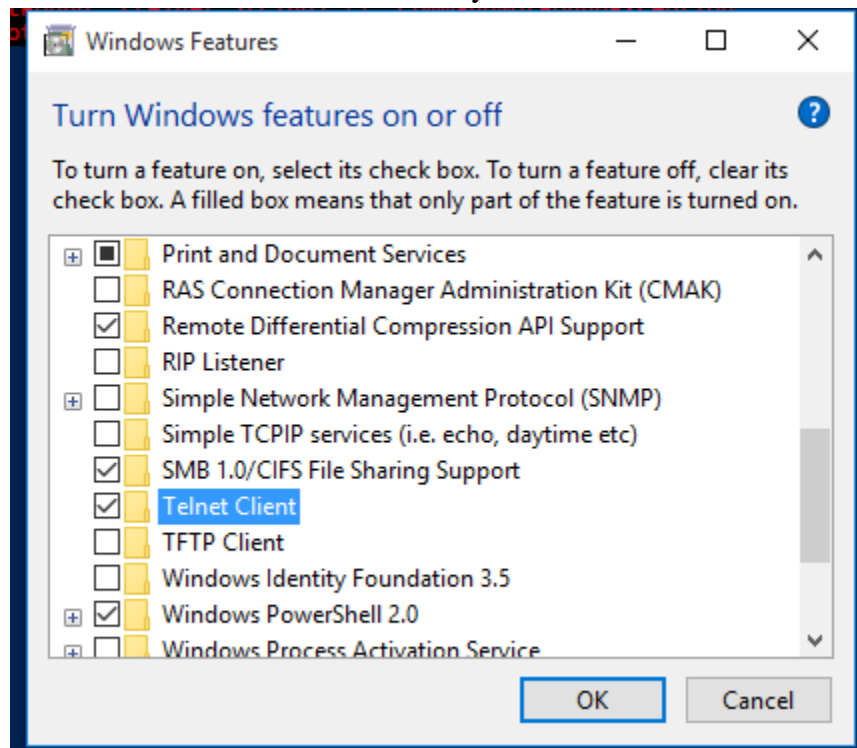 Windows Features
Turn Windows features on or off
To turn a feature on, select its check box. To turn a feature off, clear its
check box. A filled box means that only part of the feature is turned on.
Print and Document Services
RAS Connection Manager Administration Kit (CMAK)
Remote Differential Compression API Support
RIP Listener
Simple Network Management Protocol (SNMP)
Simple TCPIP services (i.e. echo, daytime etc)
SMB 1.0/CIFS File Sharing Support
Telnet Client
TFTP Client
Windows Identity Foundation 3.5
Windows PowerShell 2.0
Windows Process Activation Service
OK Cancel